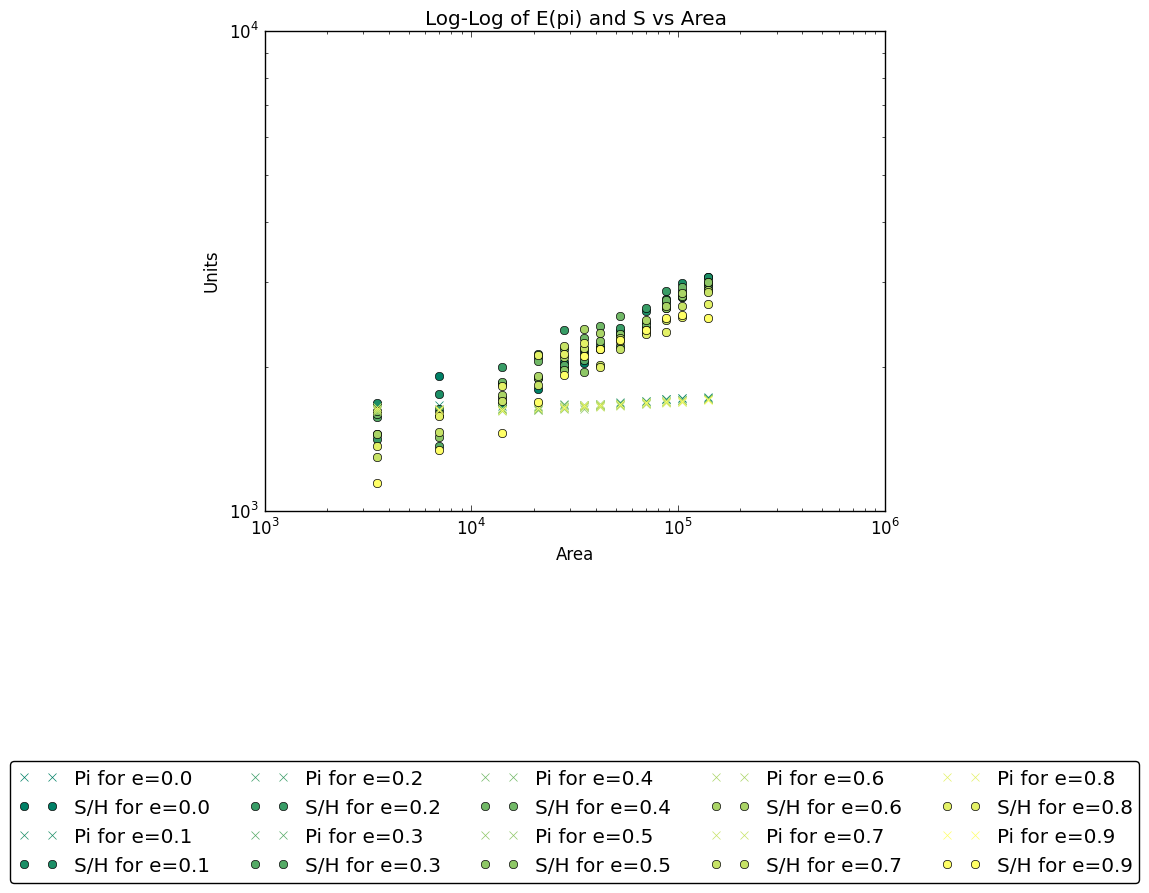 Log-Log of E(pi) and S vs Area
10^4
Units
10^3
10^3 10^4 10^5 10^6
Area
Pi for e=0.0 Pi for e=0.2 Pi for e=0.4 Pi for e=0.6 Pi for e=0.8
S/H for e=0.0 S/H for e=0.2 S/H for e=0.4 S/H for e=0.6 S/H for e=0.8
Pi for e=0.1 Pi for e=0.3 Pi for e=0.5 Pi for e=0.7 Pi for e=0.9
S/H for e=0.1 S/H for e=0.3 S/H for e=0.5 S/H for e=0.7 S/H for e=0.9